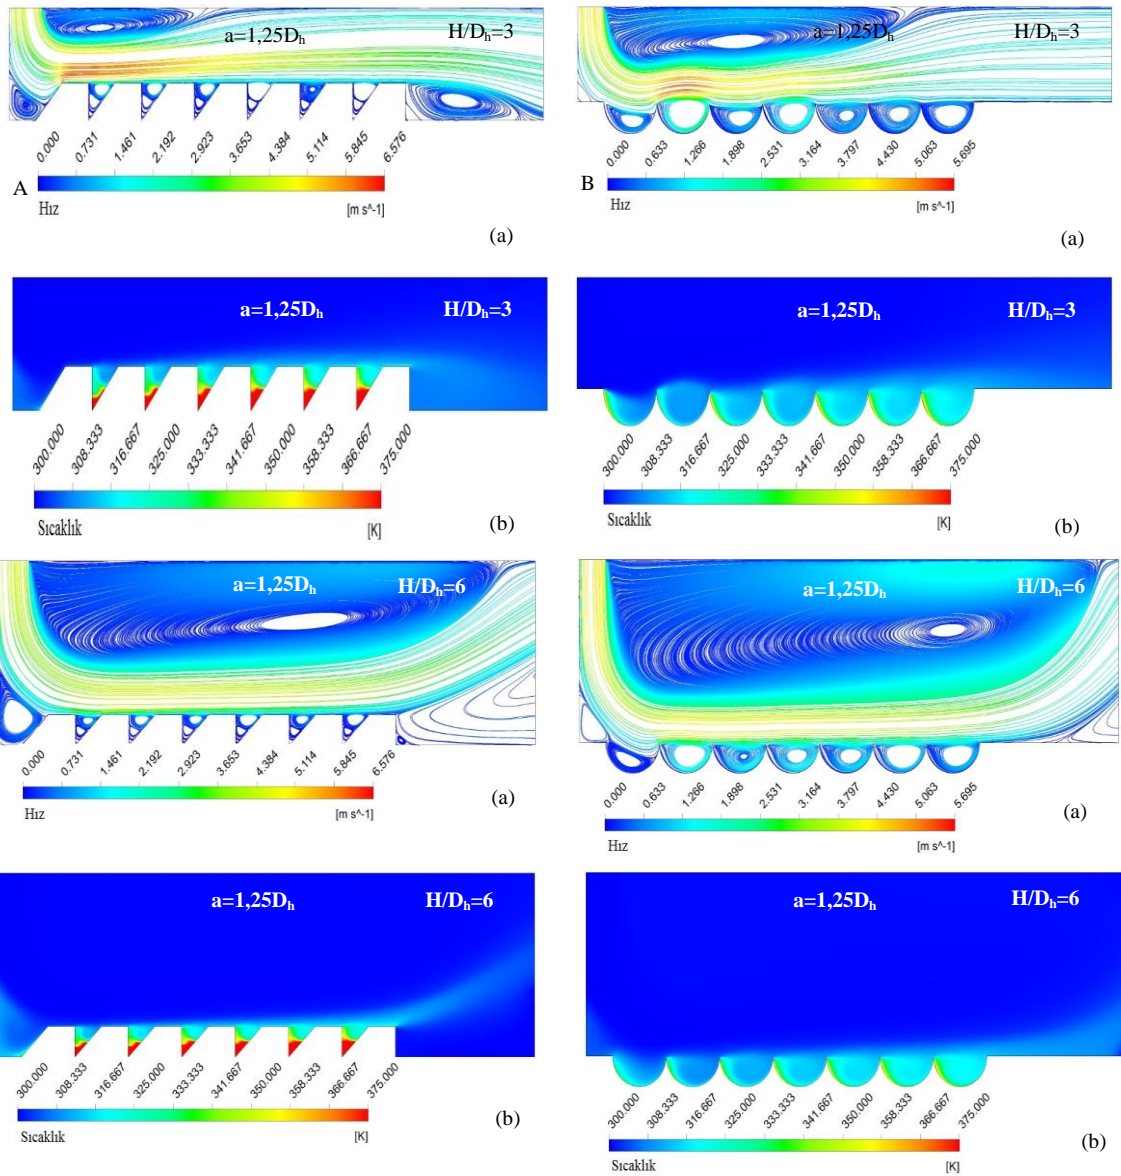 a=1,25Dₕ H/Dₕ=3
0.000 0.731 1.461 2.192 2.923 3.653 4.384 5.114 5.845 6.576
A
Hız [m s^-1]
(a)
a=1,25Dₕ H/Dₕ=3
0.000 0.633 1.266 1.898 2.531 3.164 3.797 4.430 5.063 5.695
B
Hız [m s^-1]
(a)
a=1,25Dₕ H/Dₕ=3
300.000 308.333 316.667 325.000 333.333 341.667 350.000 358.333 366.667 375.000
Sıcaklık [K]
(b)
a=1,25Dₕ H/Dₕ=3
300.000 308.333 316.667 325.000 333.333 341.667 350.000 358.333 366.667 375.000
Sıcaklık [K]
(b)
a=1,25Dₕ H/Dₕ=6
0.000 0.731 1.461 2.192 2.923 3.653 4.384 5.114 5.845 6.576
Hız [m s^-1]
(a)
a=1,25Dₕ H/Dₕ=6
0.000 0.633 1.266 1.898 2.531 3.164 3.797 4.430 5.063 5.695
Hız [m s^-1]
(a)
a=1,25Dₕ H/Dₕ=6
300.000 308.333 316.667 325.000 333.333 341.667 350.000 358.333 366.667 375.000
Sıcaklık [K]
(b)
a=1,25Dₕ H/Dₕ=6
300.000 308.333 316.667 325.000 333.333 341.667 350.000 358.333 366.667 375.000
Sıcaklık [K]
(b)